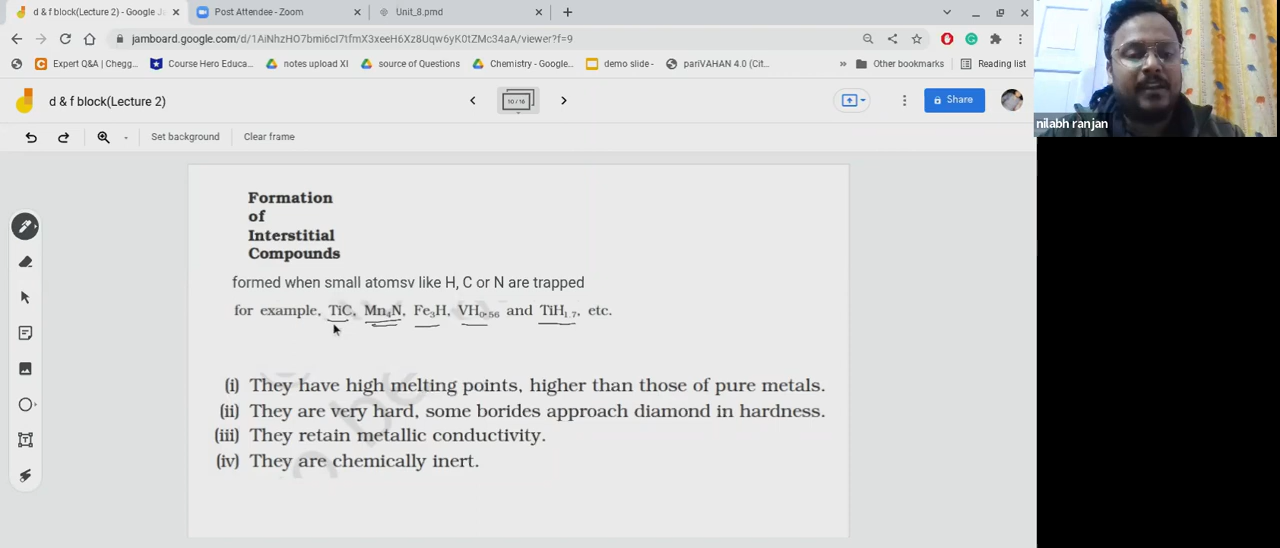 d & f block(Lecture 2) - Google Ja
Post Attendee - Zoom
Unit_8.pmd
jamboard.google.com/d/1AiNhzHO7bmi6cI7tfmX3xeeH6Xz8Uqw6yK0tZMc34aA/viewer?f=9
Expert Q&A | Chegg...
Course Hero Educa...
notes upload XI
source of Questions
Chemistry - Google...
demo slide -
pariVAHAN 4.0 (Cit...
»
Other bookmarks
Reading list
d & f block(Lecture 2)
10 / 16
Share
nilabh ranjan
Set background
Clear frame
Formation
of
Interstitial
Compounds
formed when small atomsv like H, C or N are trapped
for example, TiC, Mn₄N, Fe₃H, VH₀.₅₆ and TiH₁.₇, etc.
(i) They have high melting points, higher than those of pure metals.
(ii) They are very hard, some borides approach diamond in hardness.
(iii) They retain metallic conductivity.
(iv) They are chemically inert.